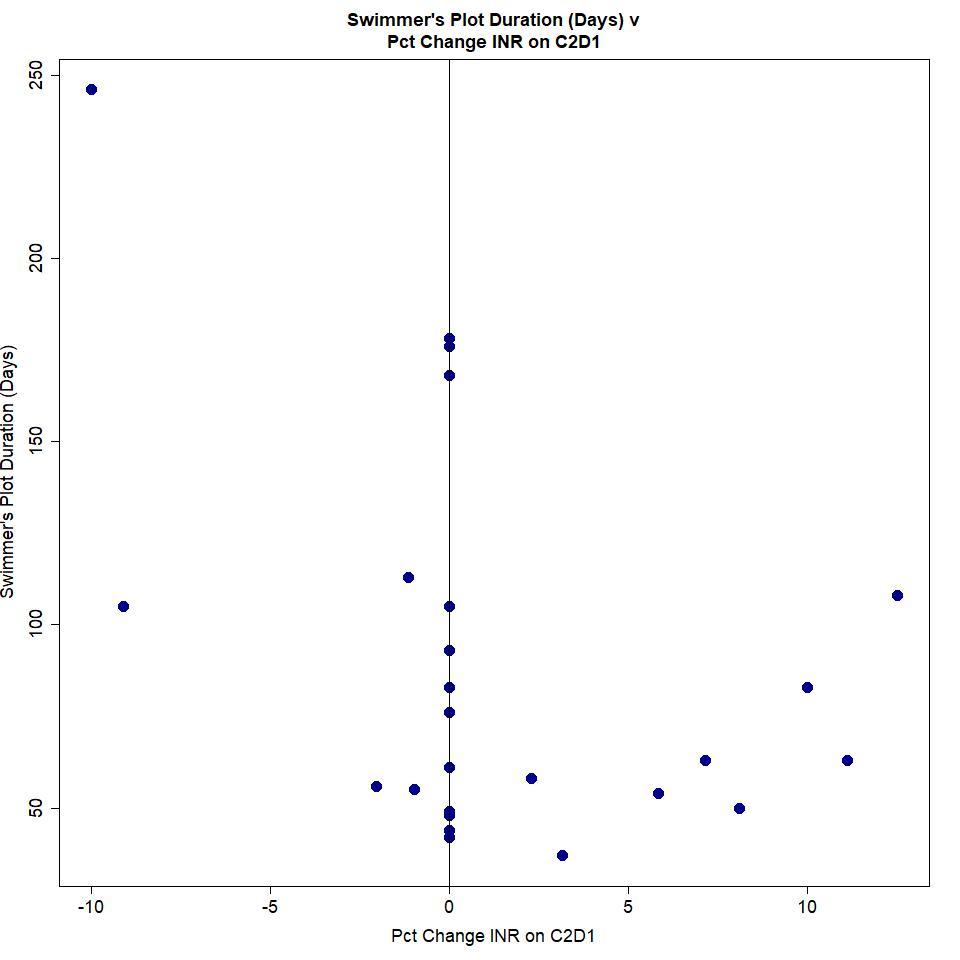 Swimmer's Plot Duration (Days) v
Pct Change INR on C2D1
Swimmer's Plot Duration (Days)
250
200
150
100
50
-10
-5
0
5
10
Pct Change INR on C2D1